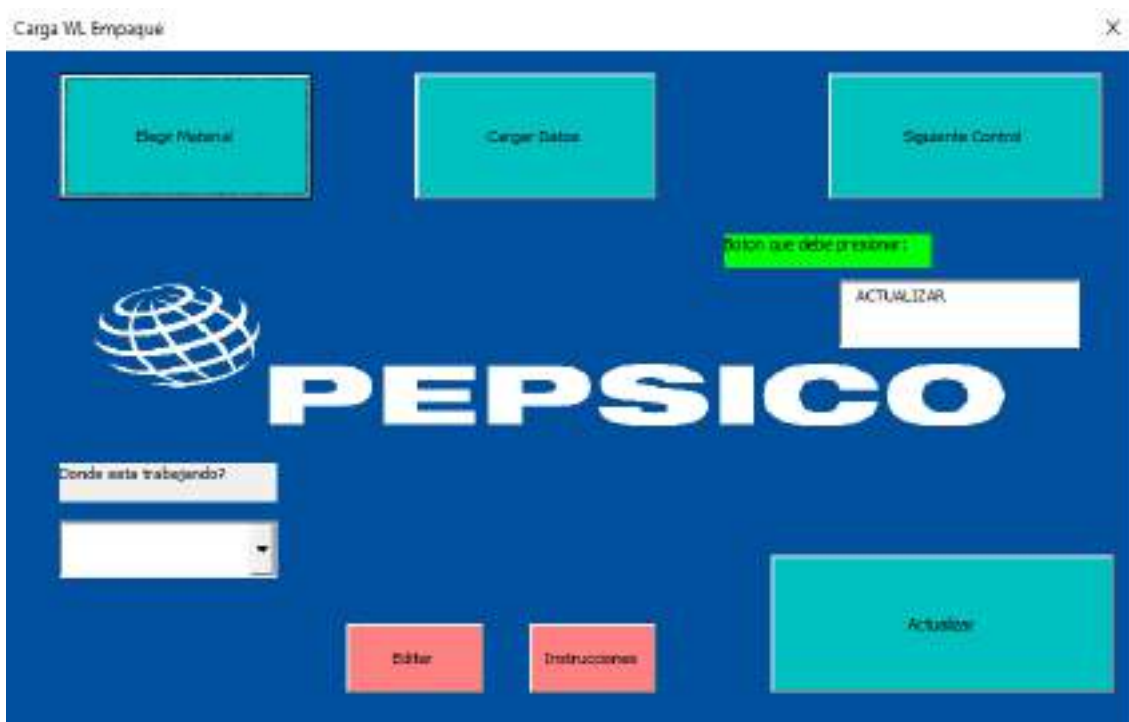 Carga WL Empaque
Elegir Material
Cargar Datos
Siguiente Control
Boton que debe presionar:
ACTUALIZAR
PEPSICO
Donde esta trabajando?
Actualizar
Editar
Instrucciones